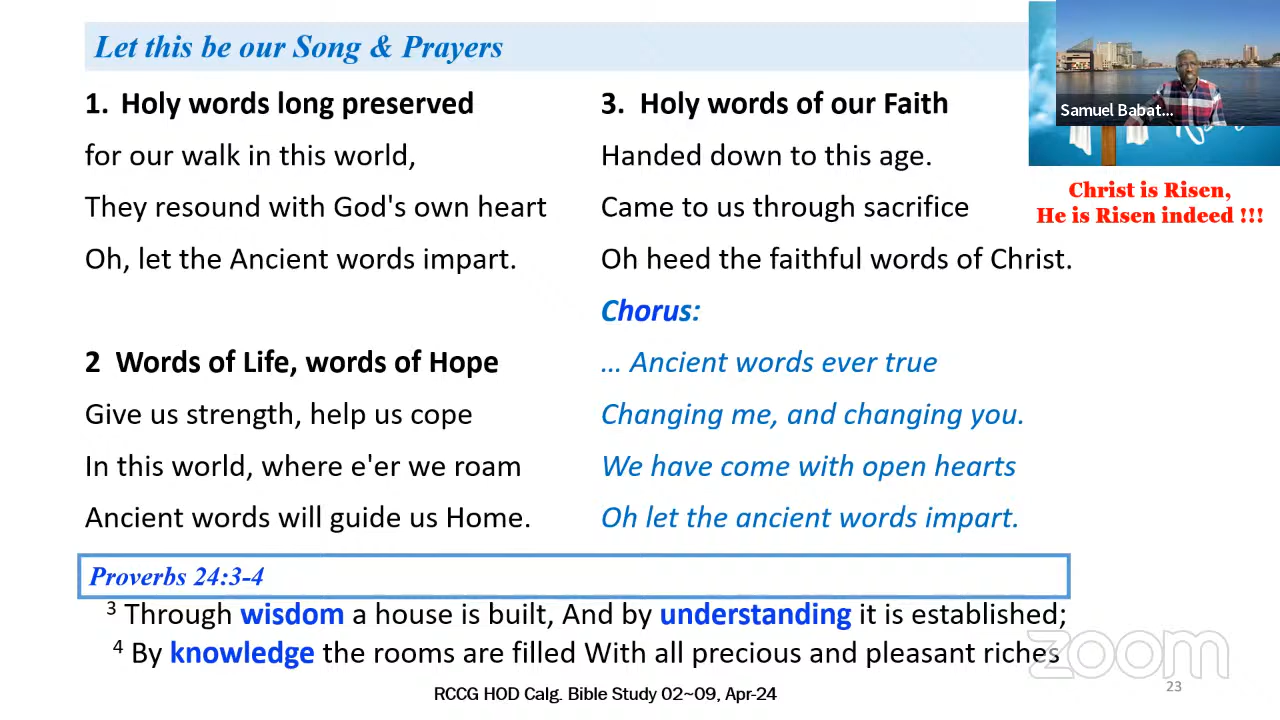 Let this be our Song & Prayers
1. Holy words long preserved
for our walk in this world,
They resound with God's own heart
Oh, let the Ancient words impart.
2 Words of Life, words of Hope
Give us strength, help us cope
In this world, where e'er we roam
Ancient words will guide us Home.
3. Holy words of our Faith
Handed down to this age.
Came to us through sacrifice
Oh heed the faithful words of Christ.
Chorus:
... Ancient words ever true
Changing me, and changing you.
We have come with open hearts
Oh let the ancient words impart.
Samuel Babat...
Christ is Risen,
He is Risen indeed !!!
Proverbs 24:3-4
3 Through wisdom a house is built, And by understanding it is established;
4 By knowledge the rooms are filled With all precious and pleasant riches
zoom
RCCG HOD Calg. Bible Study 02~09, Apr-24
23